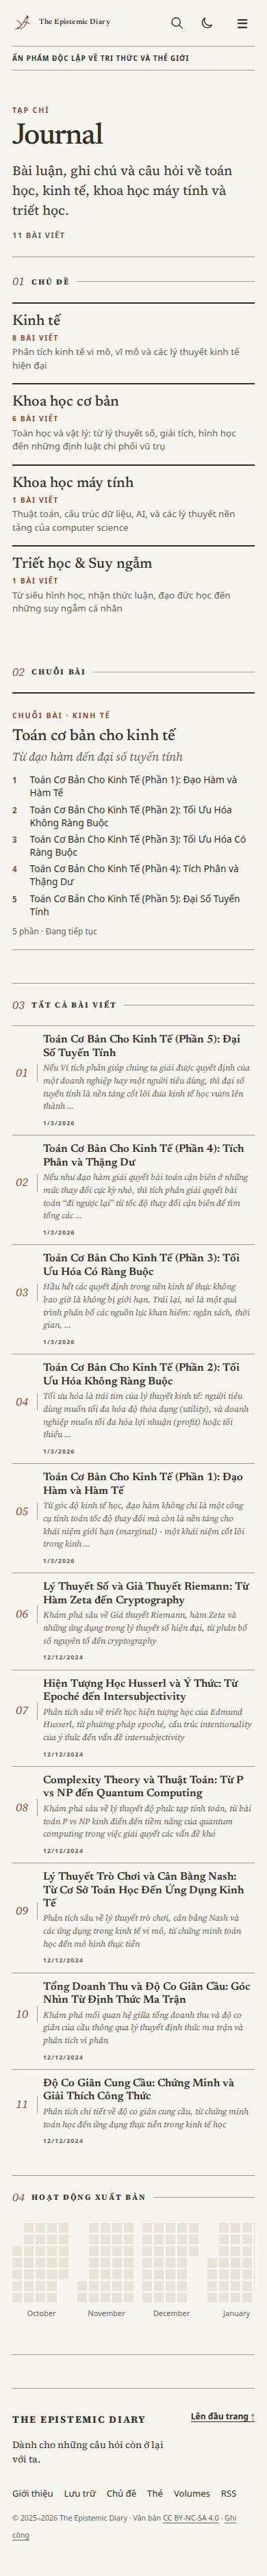 The Epistemic Diary
ẤN PHẨM ĐỘC LẬP VỀ TRI THỨC VÀ THẾ GIỚI
TẠP CHÍ
Journal
Bài luận, ghi chú và câu hỏi về toán
học, kinh tế, khoa học máy tính và
triết học.
11 BÀI VIẾT
01 CHỦ ĐỀ
Kinh tế
8 BÀI VIẾT
Phân tích kinh tế vi mô, vĩ mô và các lý thuyết kinh tế
hiện đại
Khoa học cơ bản
6 BÀI VIẾT
Toán học và vật lý: từ lý thuyết số, giải tích, hình học
đến những định luật chi phối vũ trụ
Khoa học máy tính
1 BÀI VIẾT
Thuật toán, cấu trúc dữ liệu, AI, và các lý thuyết nền
tảng của computer science
Triết học & Suy ngẫm
1 BÀI VIẾT
Từ siêu hình học, nhận thức luận, đạo đức học đến
những suy ngẫm cá nhân
02 CHUỖI BÀI
CHUỖI BÀI · KINH TẾ
Toán cơ bản cho kinh tế
Từ đạo hàm đến đại số tuyến tính
1 Toán Cơ Bản Cho Kinh Tế (Phần 1): Đạo Hàm và
Hàm Tế
2 Toán Cơ Bản Cho Kinh Tế (Phần 2): Tối Ưu Hóa
Không Ràng Buộc
3 Toán Cơ Bản Cho Kinh Tế (Phần 3): Tối Ưu Hóa Có
Ràng Buộc
4 Toán Cơ Bản Cho Kinh Tế (Phần 4): Tích Phân và
Thặng Dư
5 Toán Cơ Bản Cho Kinh Tế (Phần 5): Đại Số Tuyến
Tính
5 phần · Đang tiếp tục
03 TẤT CẢ BÀI VIẾT
01 Toán Cơ Bản Cho Kinh Tế (Phần 5): Đại
Số Tuyến Tính
Nếu Vi tích phân giúp chúng ta giải được quyết định của
một doanh nghiệp hay một người tiêu dùng, thì đại số
tuyến tính là nền tảng cốt lõi đưa kinh tế học vươn lên
thành ...
1/3/2026
02 Toán Cơ Bản Cho Kinh Tế (Phần 4): Tích
Phân và Thặng Dư
Nếu như đạo hàm giải quyết bài toán cận biên ở những
mức thay đổi cực kỳ nhỏ, thì tích phân giải quyết bài
toán “đi ngược lại” từ tốc độ thay đổi cận biên để tìm
tổng các ...
1/3/2026
03 Toán Cơ Bản Cho Kinh Tế (Phần 3): Tối
Ưu Hóa Có Ràng Buộc
Hầu hết các quyết định trong nền kinh tế thực không
bao giờ là không bị giới hạn. Trái lại, nó là một quá
trình phân bổ các nguồn lực khan hiếm: ngân sách, thời
gian, ...
1/3/2026
04 Toán Cơ Bản Cho Kinh Tế (Phần 2): Tối
Ưu Hóa Không Ràng Buộc
Tối ưu hóa là trái tim của lý thuyết kinh tế: người tiêu
dùng muốn tối đa hóa độ thỏa dụng (utility), và doanh
nghiệp muốn tối đa hóa lợi nhuận (profit) hoặc tối
thiểu ...
1/3/2026
05 Toán Cơ Bản Cho Kinh Tế (Phần 1): Đạo
Hàm và Hàm Tế
Từ góc độ kinh tế học, đạo hàm không chỉ là một công
cụ tính toán tốc độ thay đổi mà còn là nền tảng cho
khái niệm giới hạn (marginal) - một khái niệm cốt lõi
trong kinh ...
1/3/2026
06 Lý Thuyết Số và Giả Thuyết Riemann: Từ
Hàm Zeta đến Cryptography
Khám phá sâu về Giả thuyết Riemann, hàm Zeta và
những ứng dụng trong lý thuyết số hiện đại, từ phân bố
số nguyên tố đến cryptography
12/12/2024
07 Hiện Tượng Học Husserl và Ý Thức: Từ
Epoché đến Intersubjectivity
Phân tích sâu về triết học hiện tượng học của Edmund
Husserl, từ phương pháp epoché, cấu trúc intentionality
của ý thức đến vấn đề intersubjectivity
12/12/2024
08 Complexity Theory và Thuật Toán: Từ P
vs NP đến Quantum Computing
Khám phá sâu về lý thuyết độ phức tạp tính toán, từ bài
toán P vs NP kinh điển đến tiềm năng của quantum
computing trong việc giải quyết các vấn đề khó
12/12/2024
09 Lý Thuyết Trò Chơi và Cân Bằng Nash:
Từ Cơ Sở Toán Học Đến Ứng Dụng Kinh
Tế
Phân tích sâu về lý thuyết trò chơi, cân bằng Nash và
các ứng dụng trong kinh tế vi mô, từ chứng minh toán
học đến mô hình thực tiễn
12/12/2024
10 Tổng Doanh Thu và Độ Co Giãn Cầu: Góc
Nhìn Từ Định Thức Ma Trận
Khám phá mối quan hệ giữa tổng doanh thu và độ co
giãn của cầu thông qua lý thuyết định thức ma trận và
phân tích vi phân
12/12/2024
11 Độ Co Giãn Cung Cầu: Chứng Minh và
Giải Thích Công Thức
Phân tích chi tiết về độ co giãn của cung cầu, từ chứng minh
toán học đến ứng dụng thực tiễn trong kinh tế học
12/12/2024
04 HOẠT ĐỘNG XUẤT BẢN
October November December January
THE EPISTEMIC DIARY
Lên đầu trang ↑
Dành cho những câu hỏi còn ở lại
với ta.
Giới thiệu Lưu trữ Chủ đề Thẻ Volumes RSS
© 2025–2026 The Epistemic Diary · Văn bản CC BY-NC-SA 4.0 · Ghi
công